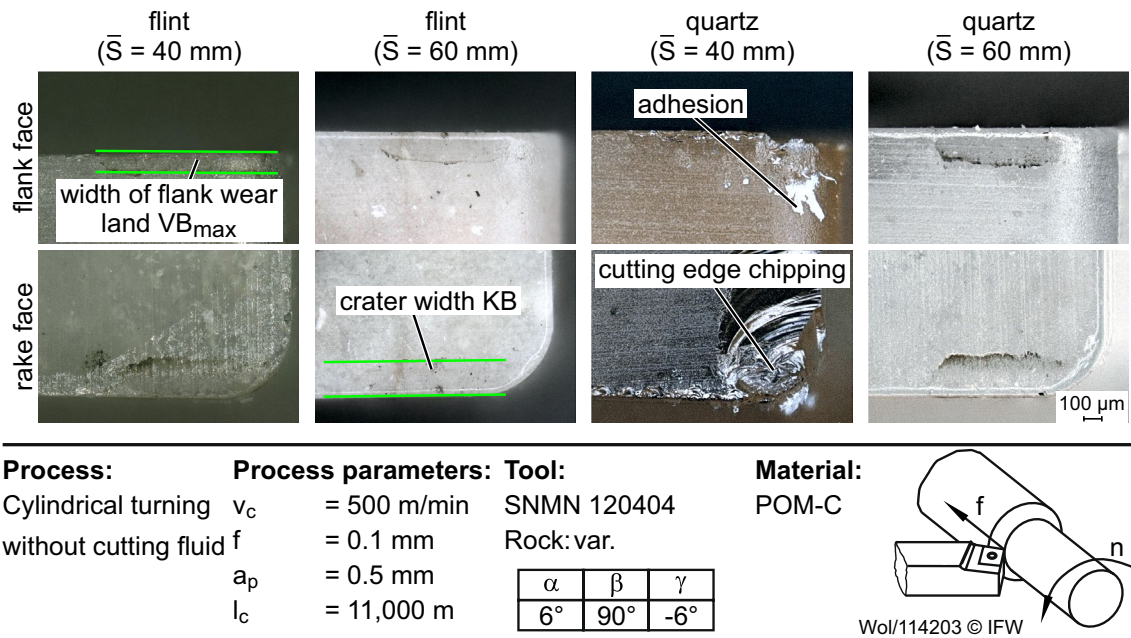 flint
(S̅ = 40 mm)
flint
(S̅ = 60 mm)
quartz
(S̅ = 40 mm)
quartz
(S̅ = 60 mm)
flank face
width of flank wear
land VBmax
adhesion
rake face
crater width KB
cutting edge chipping
100 µm
Process:
Cylindrical turning
without cutting fluid
Process parameters:
vc = 500 m/min
f = 0.1 mm
ap = 0.5 mm
lc = 11,000 m
Tool:
SNMN 120404
Rock: var.
α β γ
6° 90° -6°
Material:
POM-C
f
n
Wol/114203 © IFW